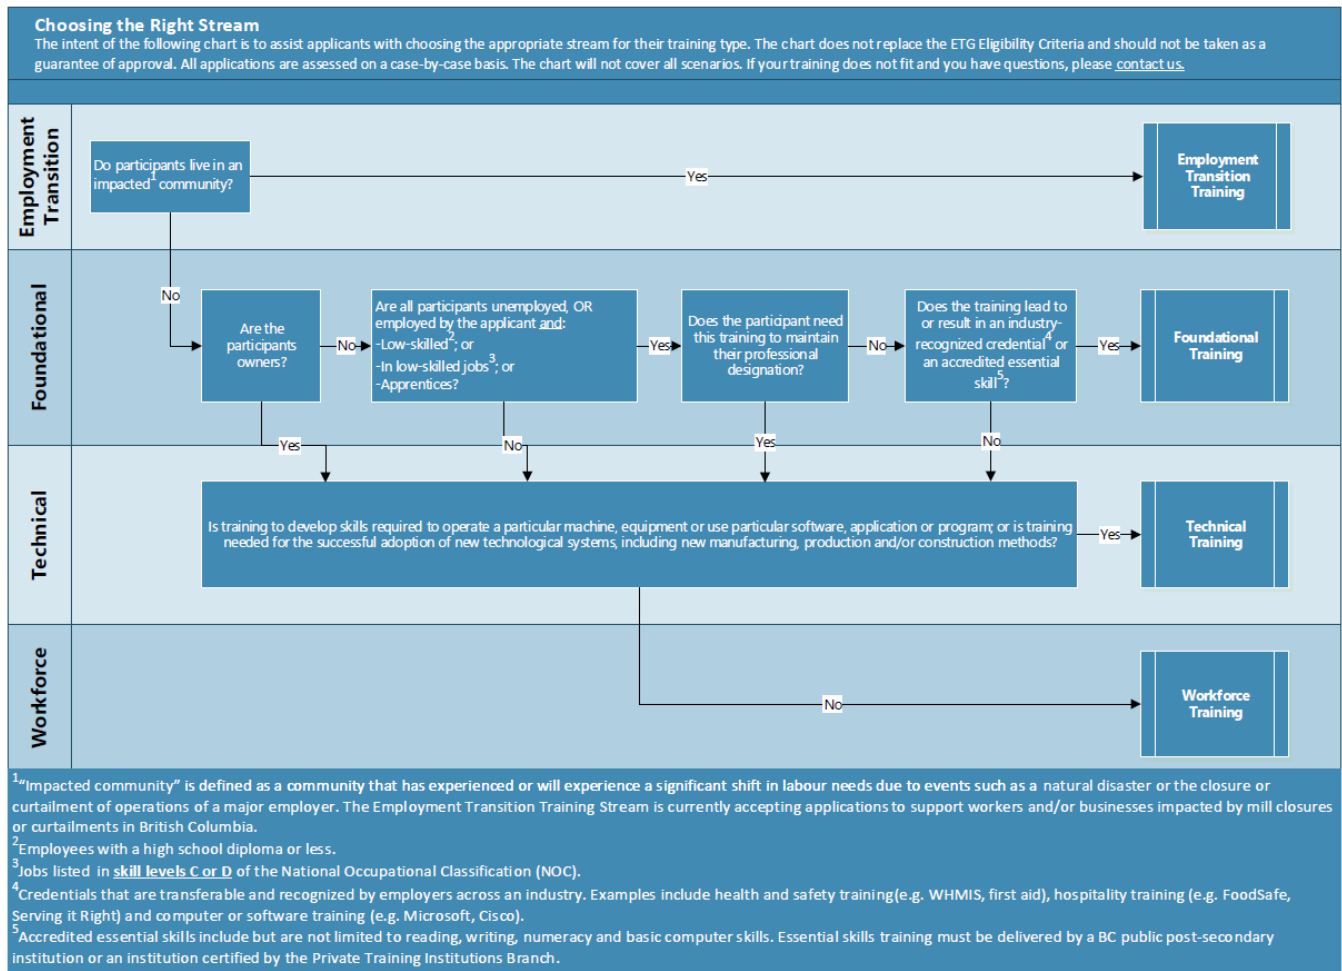 Choosing the Right Stream
The intent of the following chart is to assist applicants with choosing the appropriate stream for their training type. The chart does not replace the ETG Eligibility Criteria and should not be taken as a
guarantee of approval. All applications are assessed on a case-by-case basis. The chart will not cover all scenarios. If your training does not fit and you have questions, please contact us.
Employment
Transition
Do participants live in an
impacted¹ community?
Yes
Employment
Transition
Training
No
Foundational
Are the
participants
owners?
No
Are all participants unemployed, OR
employed by the applicant and:
-Low-skilled²; or
-In low-skilled jobs³; or
-Apprentices?
Yes
Does the participant need
this training to maintain
their professional
designation?
No
Does the training lead to
or result in an industry-
recognized credential⁴ or
an accredited essential
skill⁵?
Yes
Foundational
Training
Yes
No
Yes
No
Technical
Is training to develop skills required to operate a particular machine, equipment or use particular software, application or program; or is training
needed for the successful adoption of new technological systems, including new manufacturing, production and/or construction methods?
Yes
Technical
Training
Workforce
No
Workforce
Training
¹“Impacted community” is defined as a community that has experienced or will experience a significant shift in labour needs due to events such as a natural disaster or the closure or
curtailment of operations of a major employer. The Employment Transition Training Stream is currently accepting applications to support workers and/or businesses impacted by mill closures
or curtailments in British Columbia.
²Employees with a high school diploma or less.
³Jobs listed in skill levels C or D of the National Occupational Classification (NOC).
⁴Credentials that are transferable and recognized by employers across an industry. Examples include health and safety training(e.g. WHMIS, first aid), hospitality training (e.g. FoodSafe,
Serving it Right) and computer or software training (e.g. Microsoft, Cisco).
⁵Accredited essential skills include but are not limited to reading, writing, numeracy and basic computer skills. Essential skills training must be delivered by a BC public post-secondary
institution or an institution certified by the Private Training Institutions Branch.